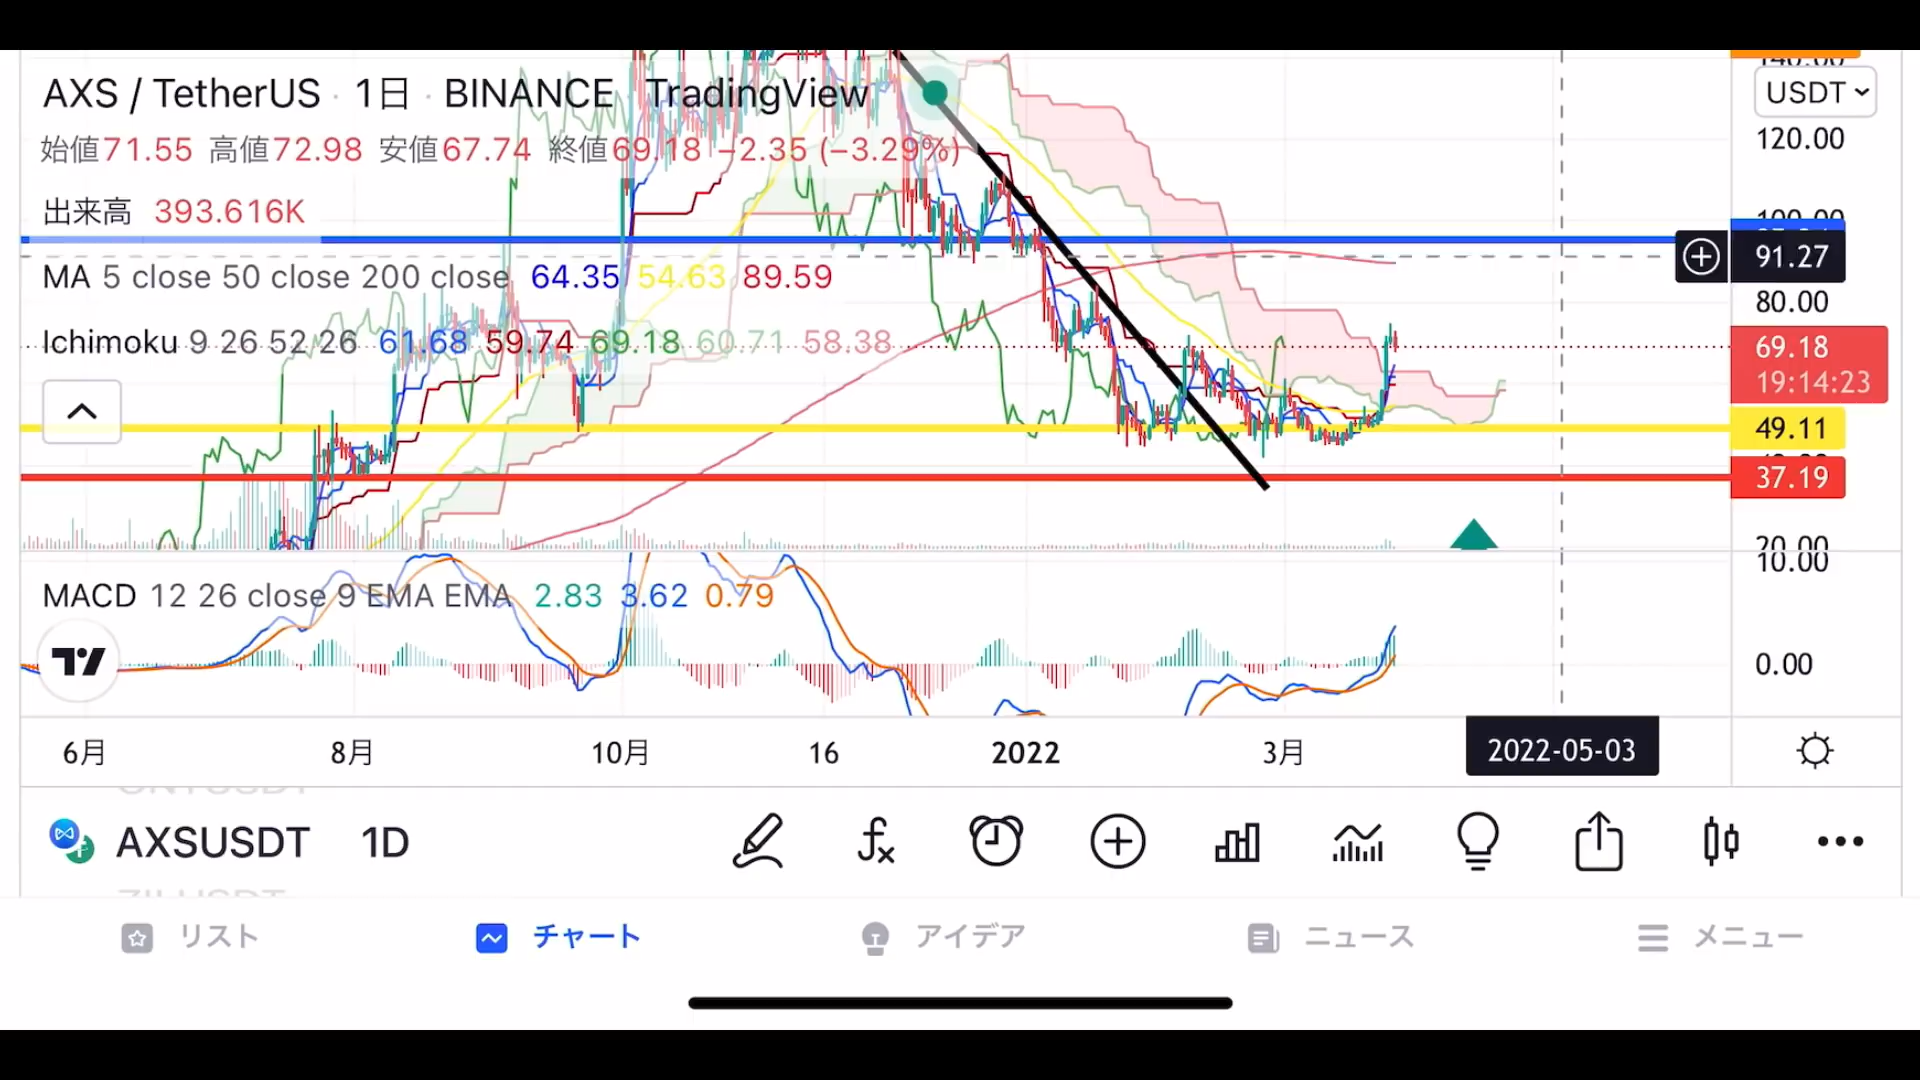 AXS / TetherUS · 1日 · BINANCE TradingView
始値71.55 高値72.98 安値67.74 終値69.18 −2.35 (−3.29%)
出来高 393.616K
MA 5 close 50 close 200 close 64.35 54.63 89.59
Ichimoku 9 26 52 26 61.68 59.74 69.18 60.71 58.38
140.00
USDT
120.00
100.00
91.27
80.00
69.18
19:14:23
49.11
37.19
20.00
MACD 12 26 close 9 EMA EMA 2.83 3.62 0.79
10.00
0.00
6月 8月 10月 16 2022 3月 2022-05-03
AXSUSDT 1D
リスト チャート アイデア ニュース メニュー